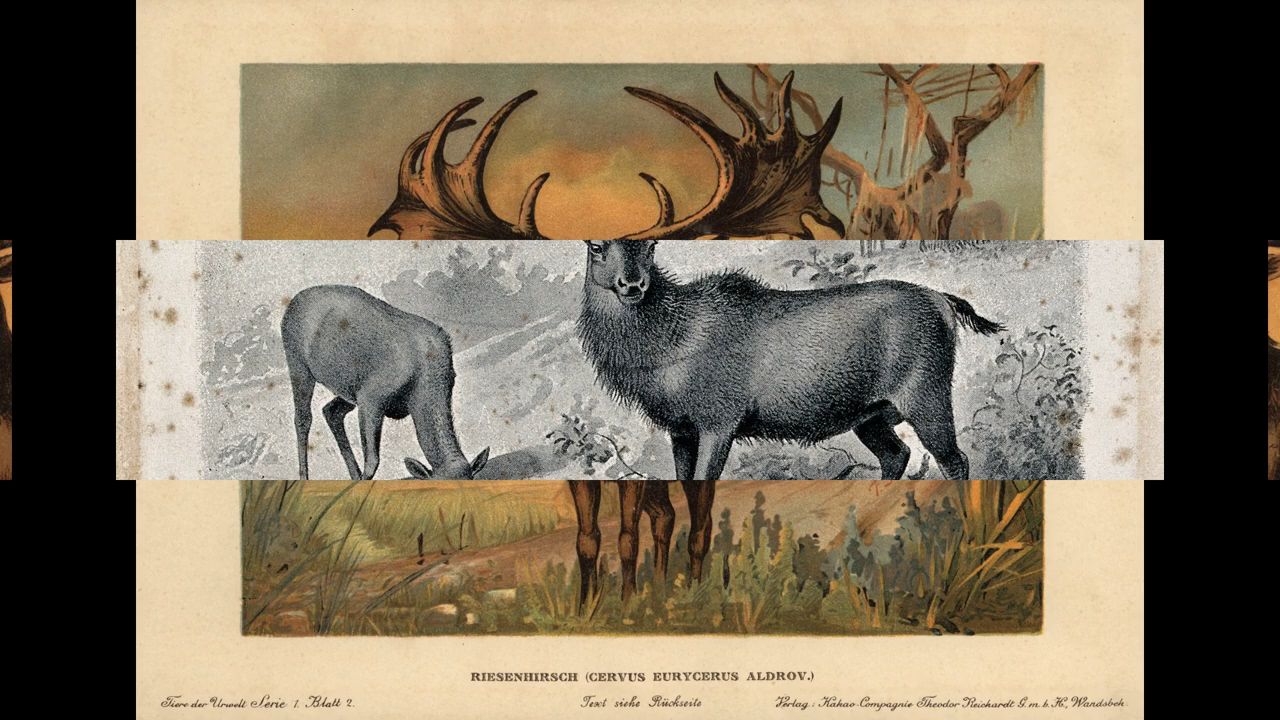 RIESENHIRSCH (CERVUS EURYCERUS ALDROV.)
Tiere der Urwelt Serie 1. Blatt 2.
Text siehe Rückseite
Verlag: Kakao-Compagnie Theodor Reichardt G.m.b.H., Wandsbek